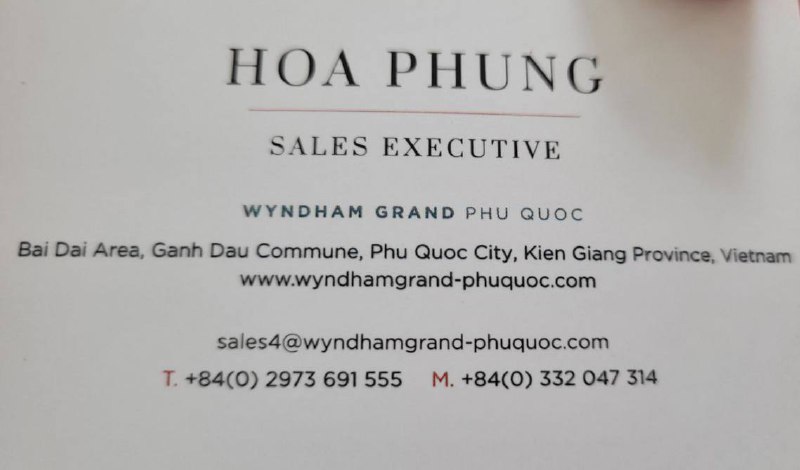 HOA PHUNG
SALES EXECUTIVE
WYNDHAM GRAND PHU QUOC
Bai Dai Area, Ganh Dau Commune, Phu Quoc City, Kien Giang Province, Vietnam
www.wyndhamgrand-phuquoc.com
sales4@wyndhamgrand-phuquoc.com
T. +84(0) 2973 691 555 M. +84(0) 332 047 314